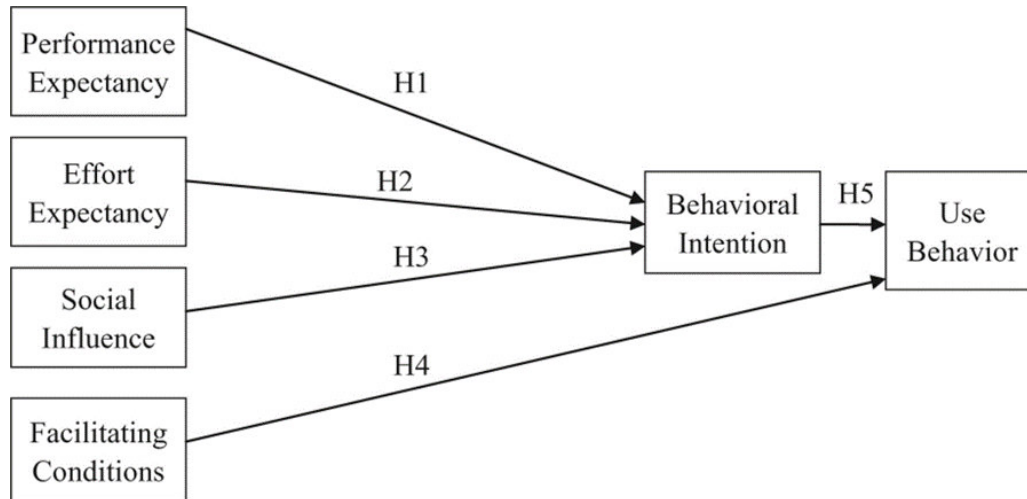 Performance
Expectancy
H1
Effort
Expectancy
H2
Behavioral
Intention
H5
Use
Behavior
Social
Influence
H3
H4
Facilitating
Conditions